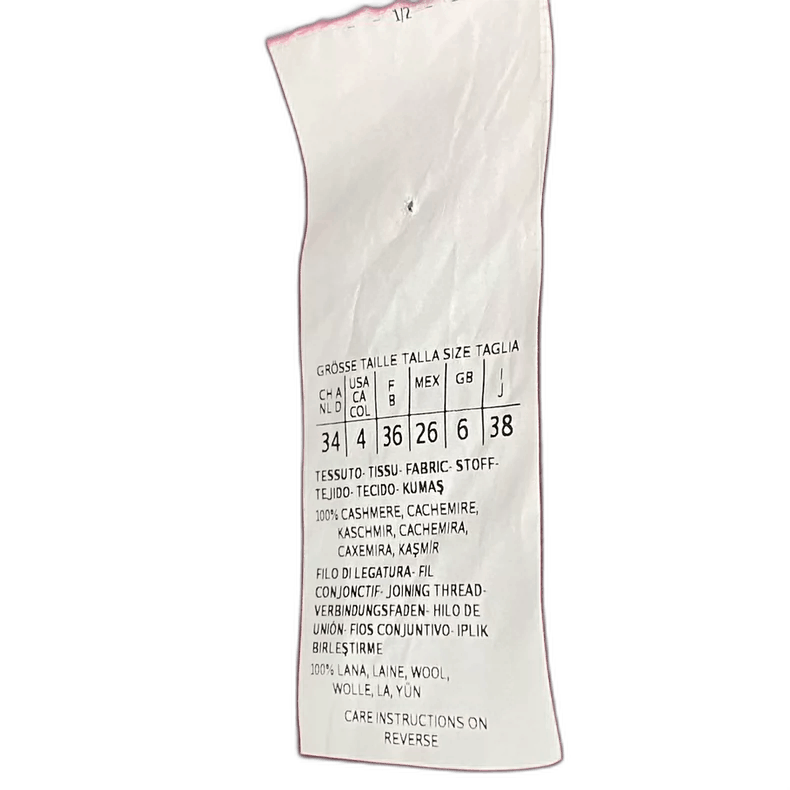 1/2
GRÖSSE TAILLE TALLA SIZE TAGLIA
CH A NL D | USA CA COL | F B | MEX | GB | I J
34 | 4 | 36 | 26 | 6 | 38
TESSUTO- TISSU- FABRIC- STOFF-
TEJIDO- TECIDO- KUMAŞ
100% CASHMERE, CACHEMIRE,
KASCHMIR, CACHEMIRA,
CAXEMIRA, KAŞMİR
FILO DI LEGATURA- FIL
CONJONCTIF- JOINING THREAD-
VERBINDUNGSFADEN- HILO DE
UNIÓN- FIOS CONJUNTIVO- IPLIK
BIRLEŞTIRME
100% LANA, LAINE, WOOL,
WOLLE, LA, YÜN
CARE INSTRUCTIONS ON
REVERSE